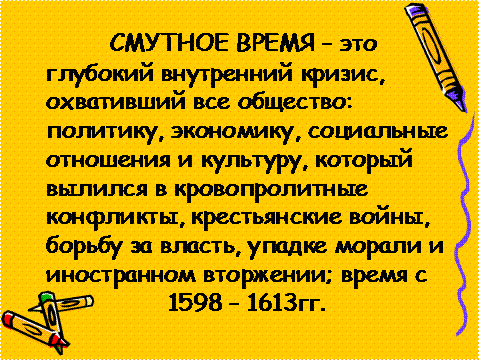 СМУТНОЕ ВРЕМЯ – это
глубокий внутренний кризис,
охвативший все общество:
политику, экономику, социальные
отношения и культуру, который
вылился в кровопролитные
конфликты, крестьянские войны,
борьбу за власть, упадке морали и
иностранном вторжении; время с
1598 – 1613гг.